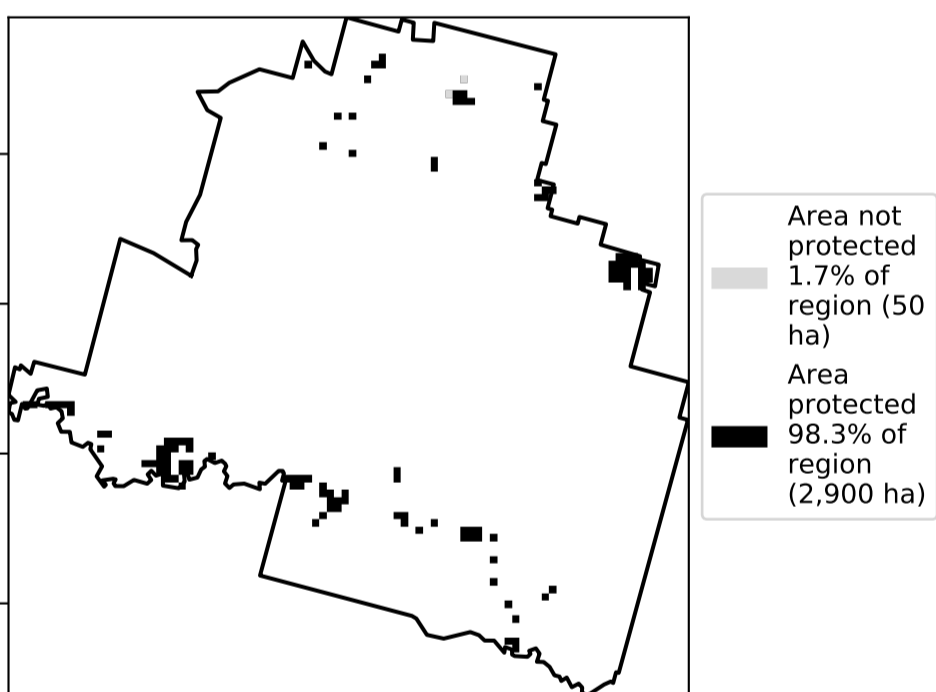 Area not
protected
1.7% of
region (50
ha)
Area
protected
98.3% of
region
(2,900 ha)